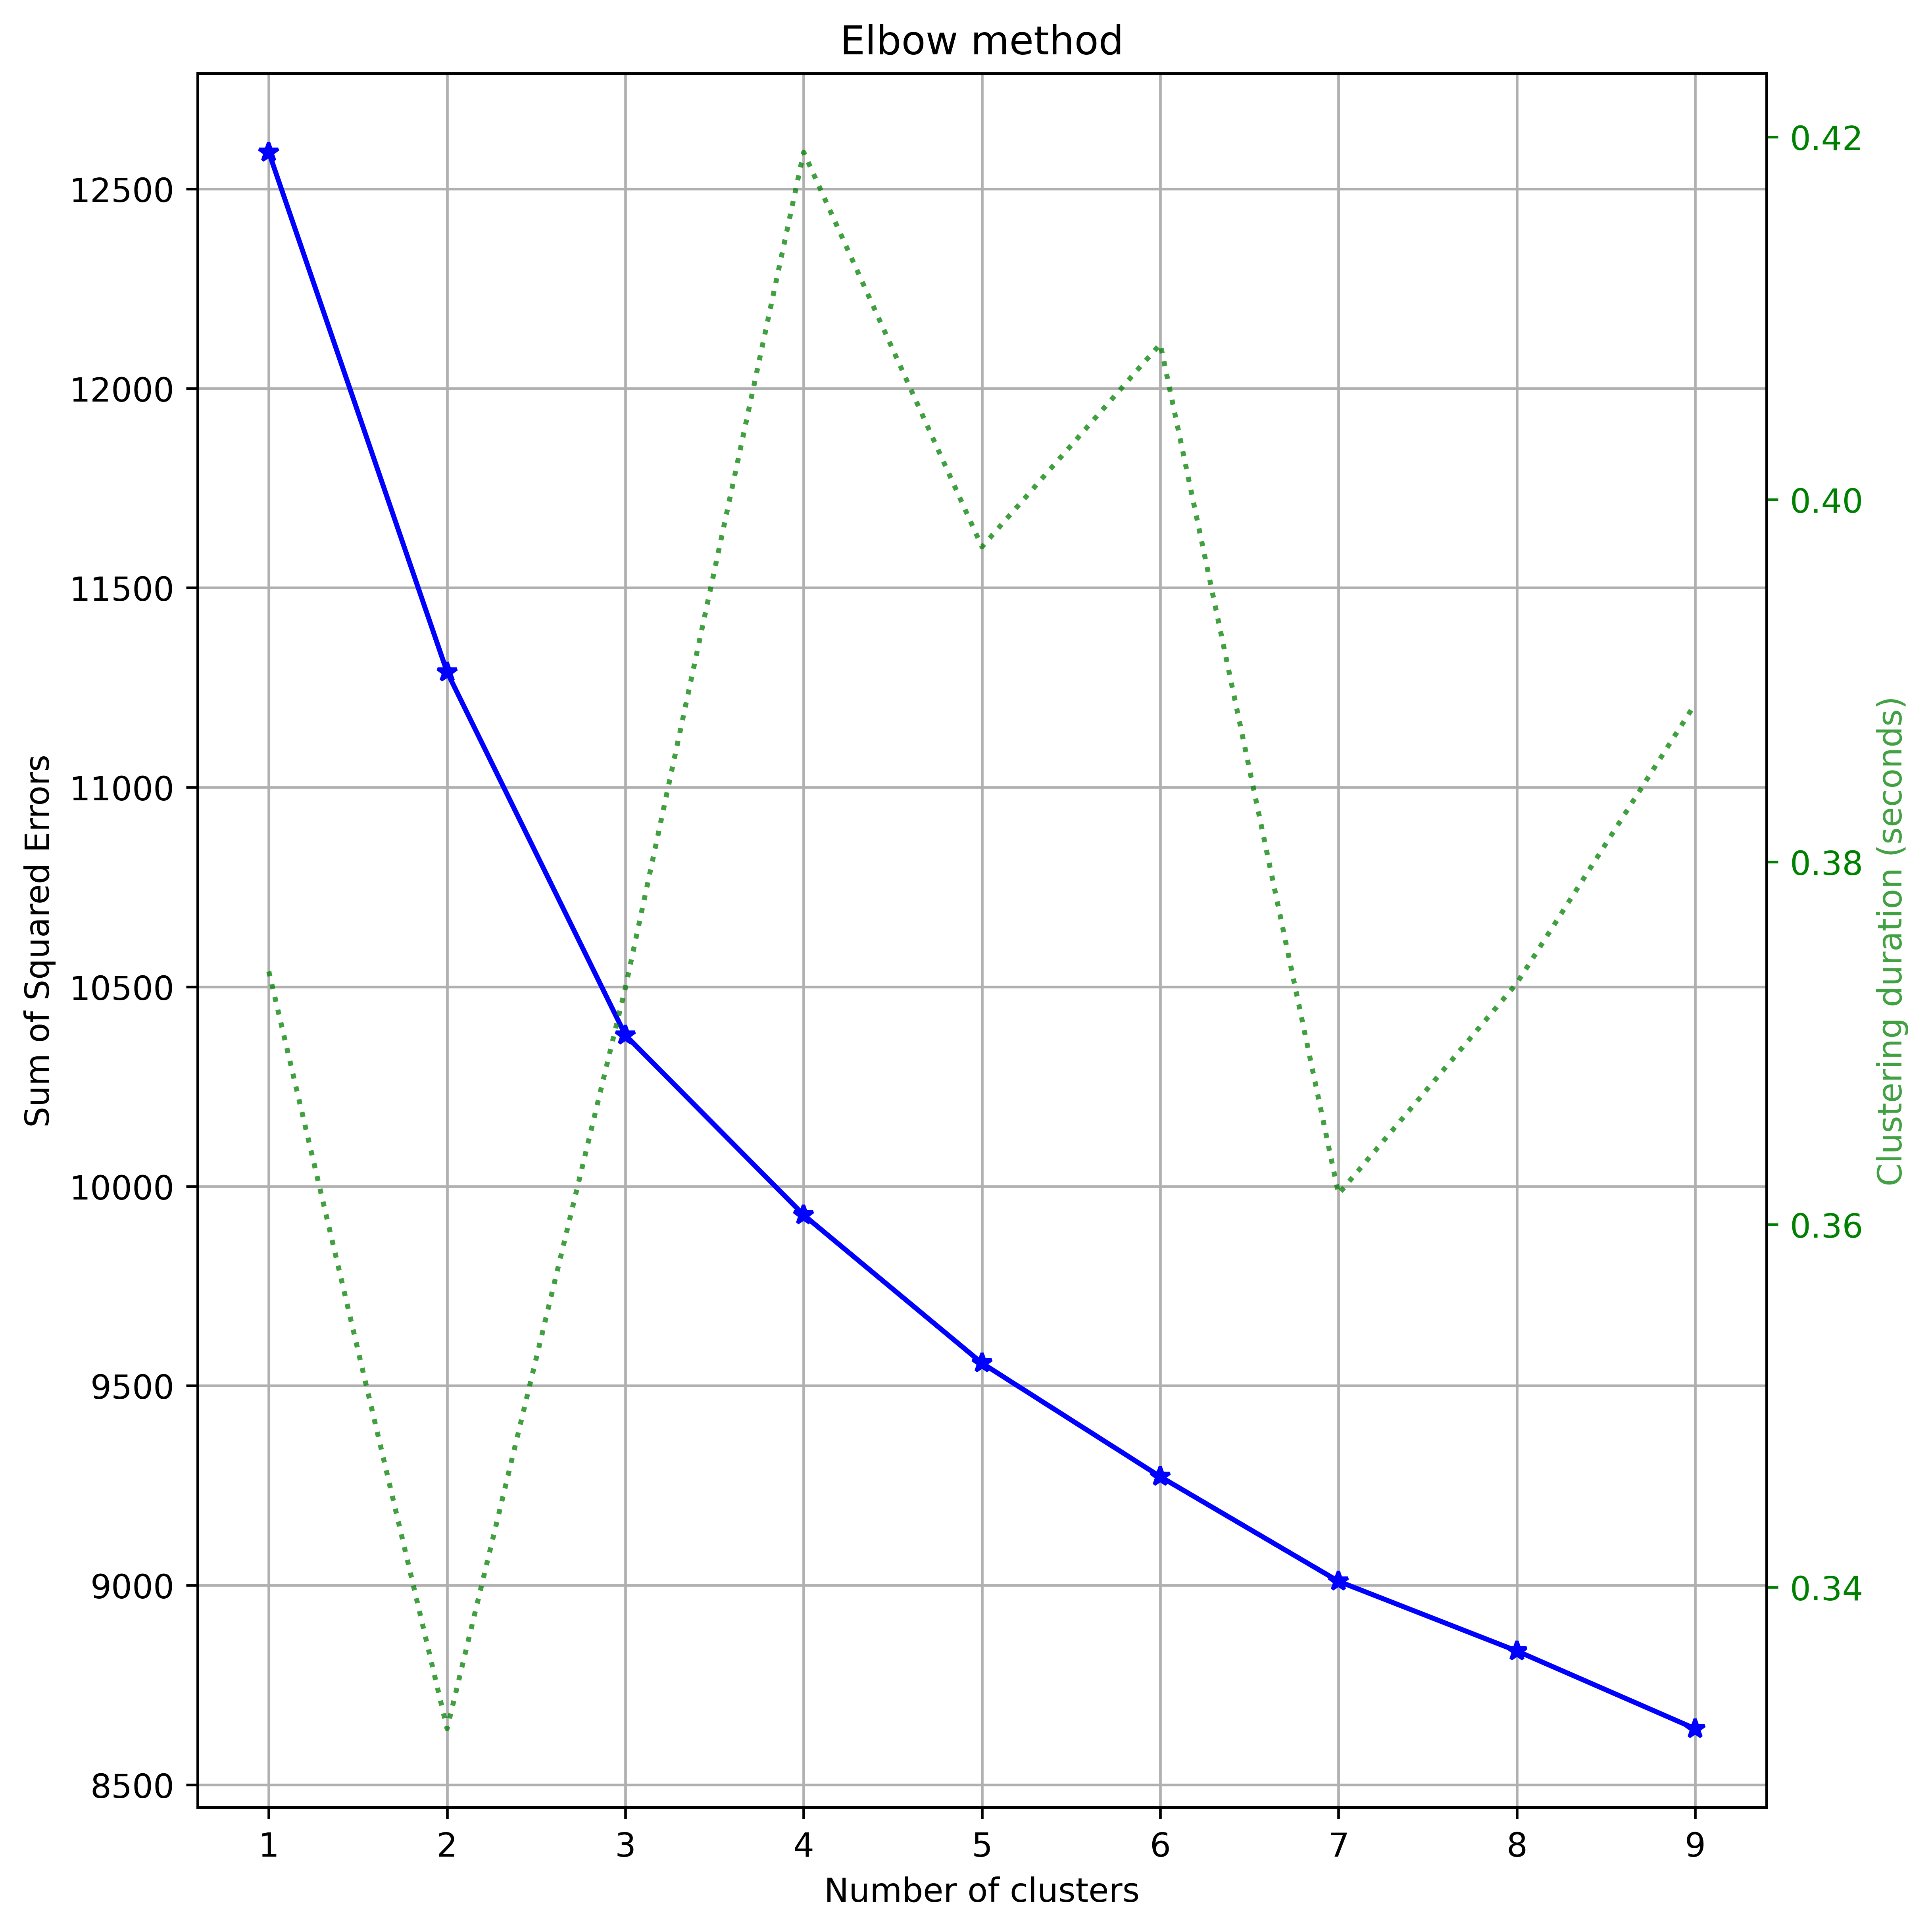 Elbow method
Sum of Squared Errors
12500
12000
11500
11000
10500
10000
9500
9000
8500
0.42
0.40
0.38
0.36
0.34
Clustering duration (seconds)
1 2 3 4 5 6 7 8 9
Number of clusters